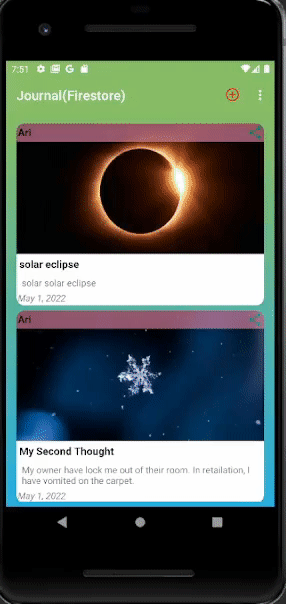 7:51
Journal(Firestore)
Ari
solar eclipse
solar solar eclipse
May 1, 2022
Ari
My Second Thought
My owner have lock me out of their room. In retailation, I
have vomited on the carpet.
May 1, 2022